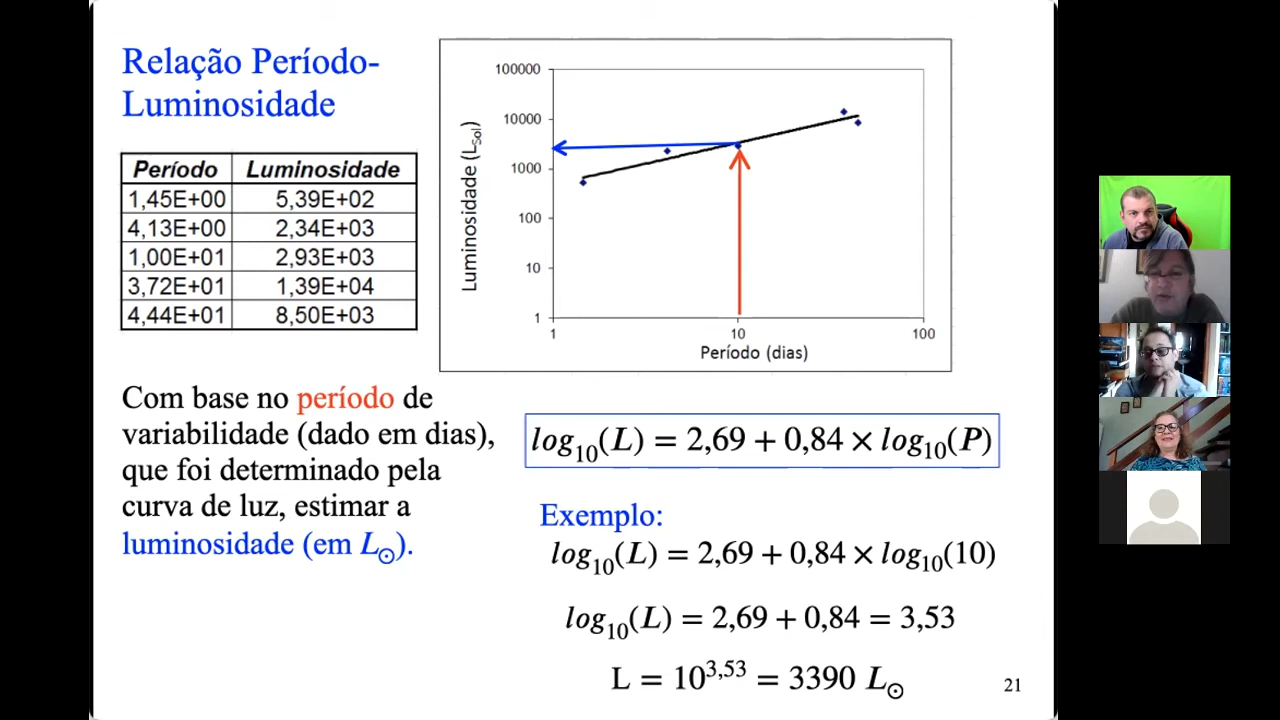 Relação Período-
Luminosidade
Período Luminosidade
1,45E+00 5,39E+02
4,13E+00 2,34E+03
1,00E+01 2,93E+03
3,72E+01 1,39E+04
4,44E+01 8,50E+03
Luminosidade (L_Sol)
100000
10000
1000
100
10
1
1 10 100
Período (dias)
Com base no período de
variabilidade (dado em dias),
que foi determinado pela
curva de luz, estimar a
luminosidade (em L☉).
log₁₀(L) = 2,69 + 0,84 × log₁₀(P)
Exemplo:
log₁₀(L) = 2,69 + 0,84 × log₁₀(10)
log₁₀(L) = 2,69 + 0,84 = 3,53
L = 10^3,53 = 3390 L☉
21